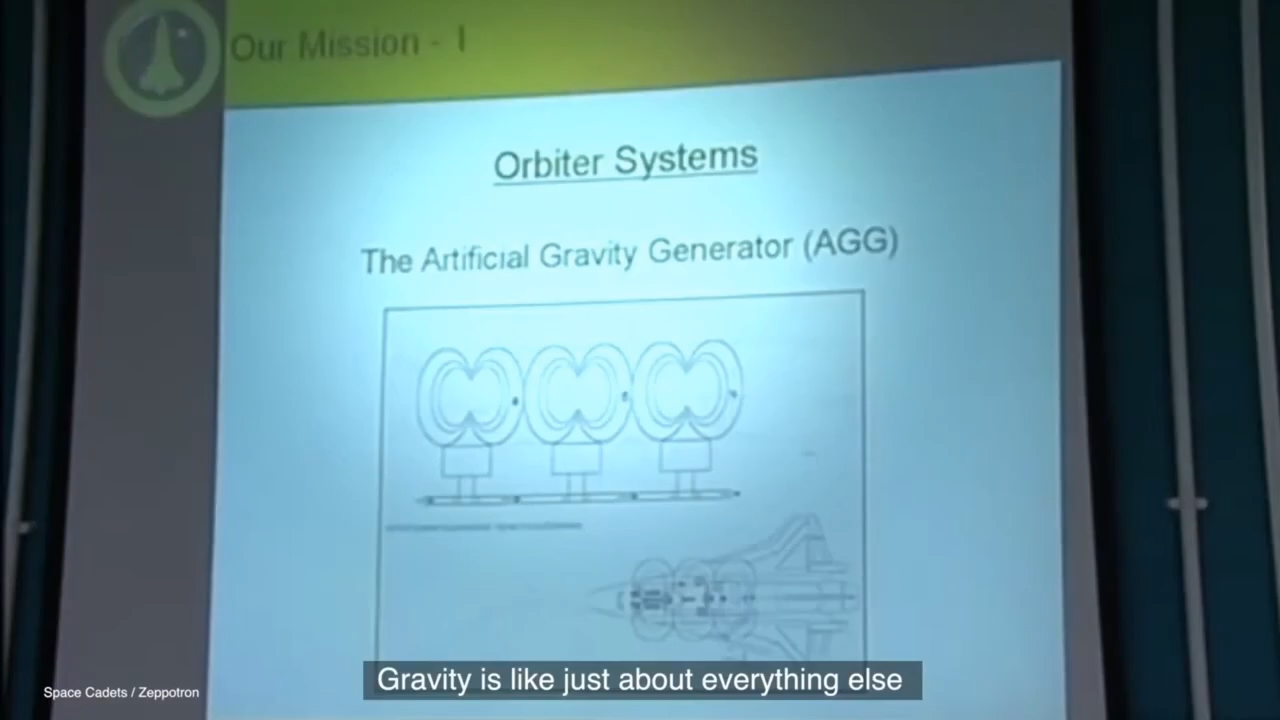 Our Mission - I
Orbiter Systems
The Artificial Gravity Generator (AGG)
Gravity is like just about everything else
Space Cadets / Zeppotron